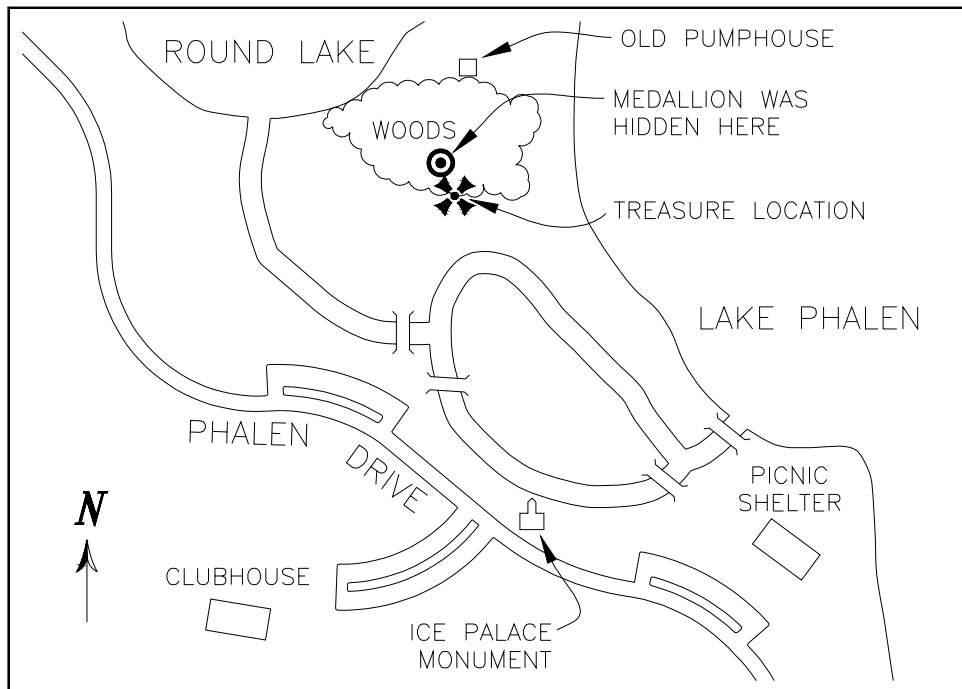 ROUND LAKE
OLD PUMPHOUSE
MEDALLION WAS
HIDDEN HERE
WOODS
TREASURE LOCATION
LAKE PHALEN
PHALEN
DRIVE
PICNIC
SHELTER
N
CLUBHOUSE
ICE PALACE
MONUMENT